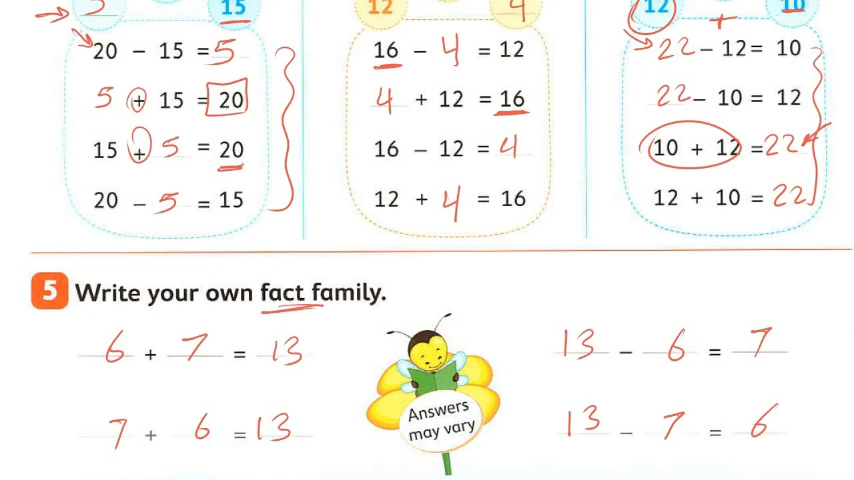 5 15 12 4 12 10
+
20 - 15 = 5
5 + 15 = 20
15 + 5 = 20
20 - 5 = 15
16 - 4 = 12
4 + 12 = 16
16 - 12 = 4
12 + 4 = 16
22 - 12 = 10
22 - 10 = 12
10 + 12 = 22
12 + 10 = 22
5 Write your own fact family.
6 + 7 = 13
7 + 6 = 13
Answers
may vary
13 - 6 = 7
13 - 7 = 6